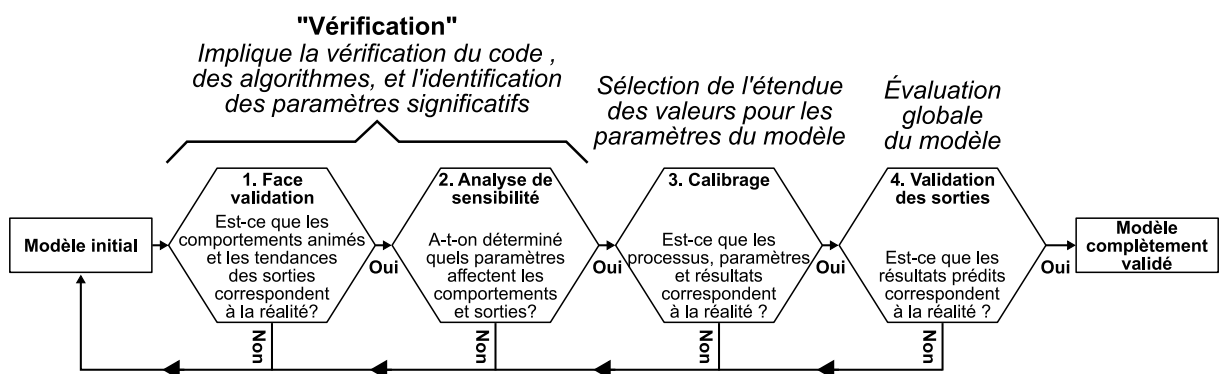 "Vérification"
Implique la vérification du code ,
des algorithmes, et l'identification
des paramètres significatifs
Sélection de l'étendue
des valeurs pour les
paramètres du modèle
Évaluation
globale
du modèle
Modèle initial
1. Face
validation
Est-ce que les
comportements animés
et les tendances
des sorties
correspondent
à la réalité?
Oui
Non
2. Analyse de
sensibilité
A-t-on déterminé
quels paramètres
affectent les
comportements
et sorties?
Oui
Non
3. Calibrage
Est-ce que les
processus, paramètres
et résultats
correspondent
à la réalité ?
Oui
Non
4. Validation
des sorties
Est-ce que les
résultats prédits
correspondent
à la réalité ?
Oui
Non
Modèle
complètement
validé